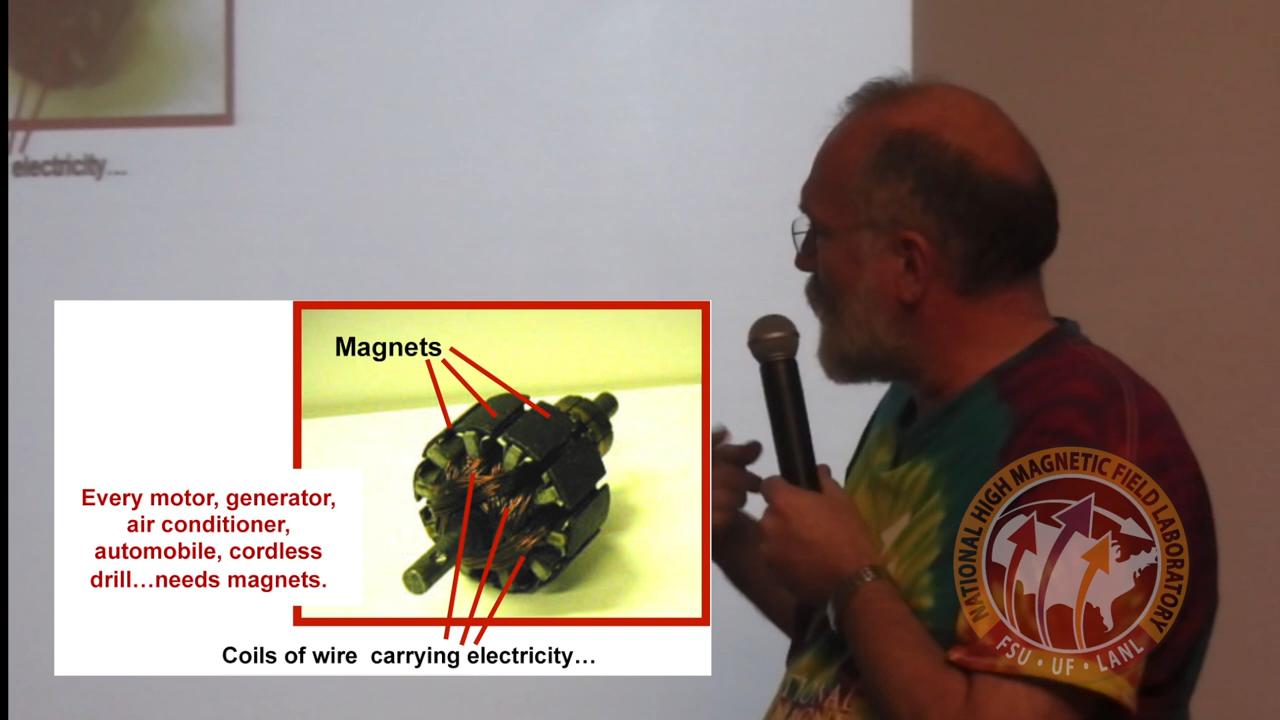 electricity...
Magnets
Every motor, generator,
air conditioner,
automobile, cordless
drill...needs magnets.
Coils of wire carrying electricity...
NATIONAL HIGH MAGNETIC FIELD LABORATORY
FSU • UF • LANL